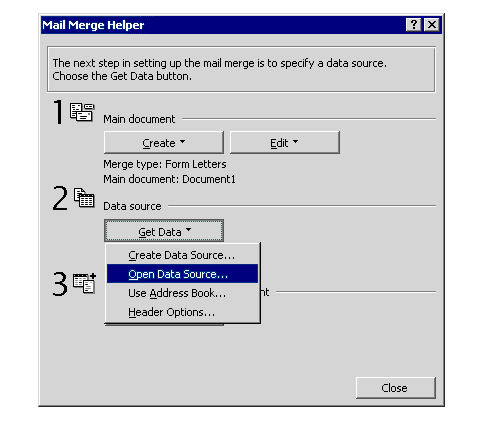 Mail Merge Helper
The next step in setting up the mail merge is to specify a data source.
Choose the Get Data button.
1
Main document
Create
Edit
Merge type: Form Letters
Main document: Document1
2
Data source
Get Data
Create Data Source...
Open Data Source...
3
Use Address Book...
Header Options...
Close